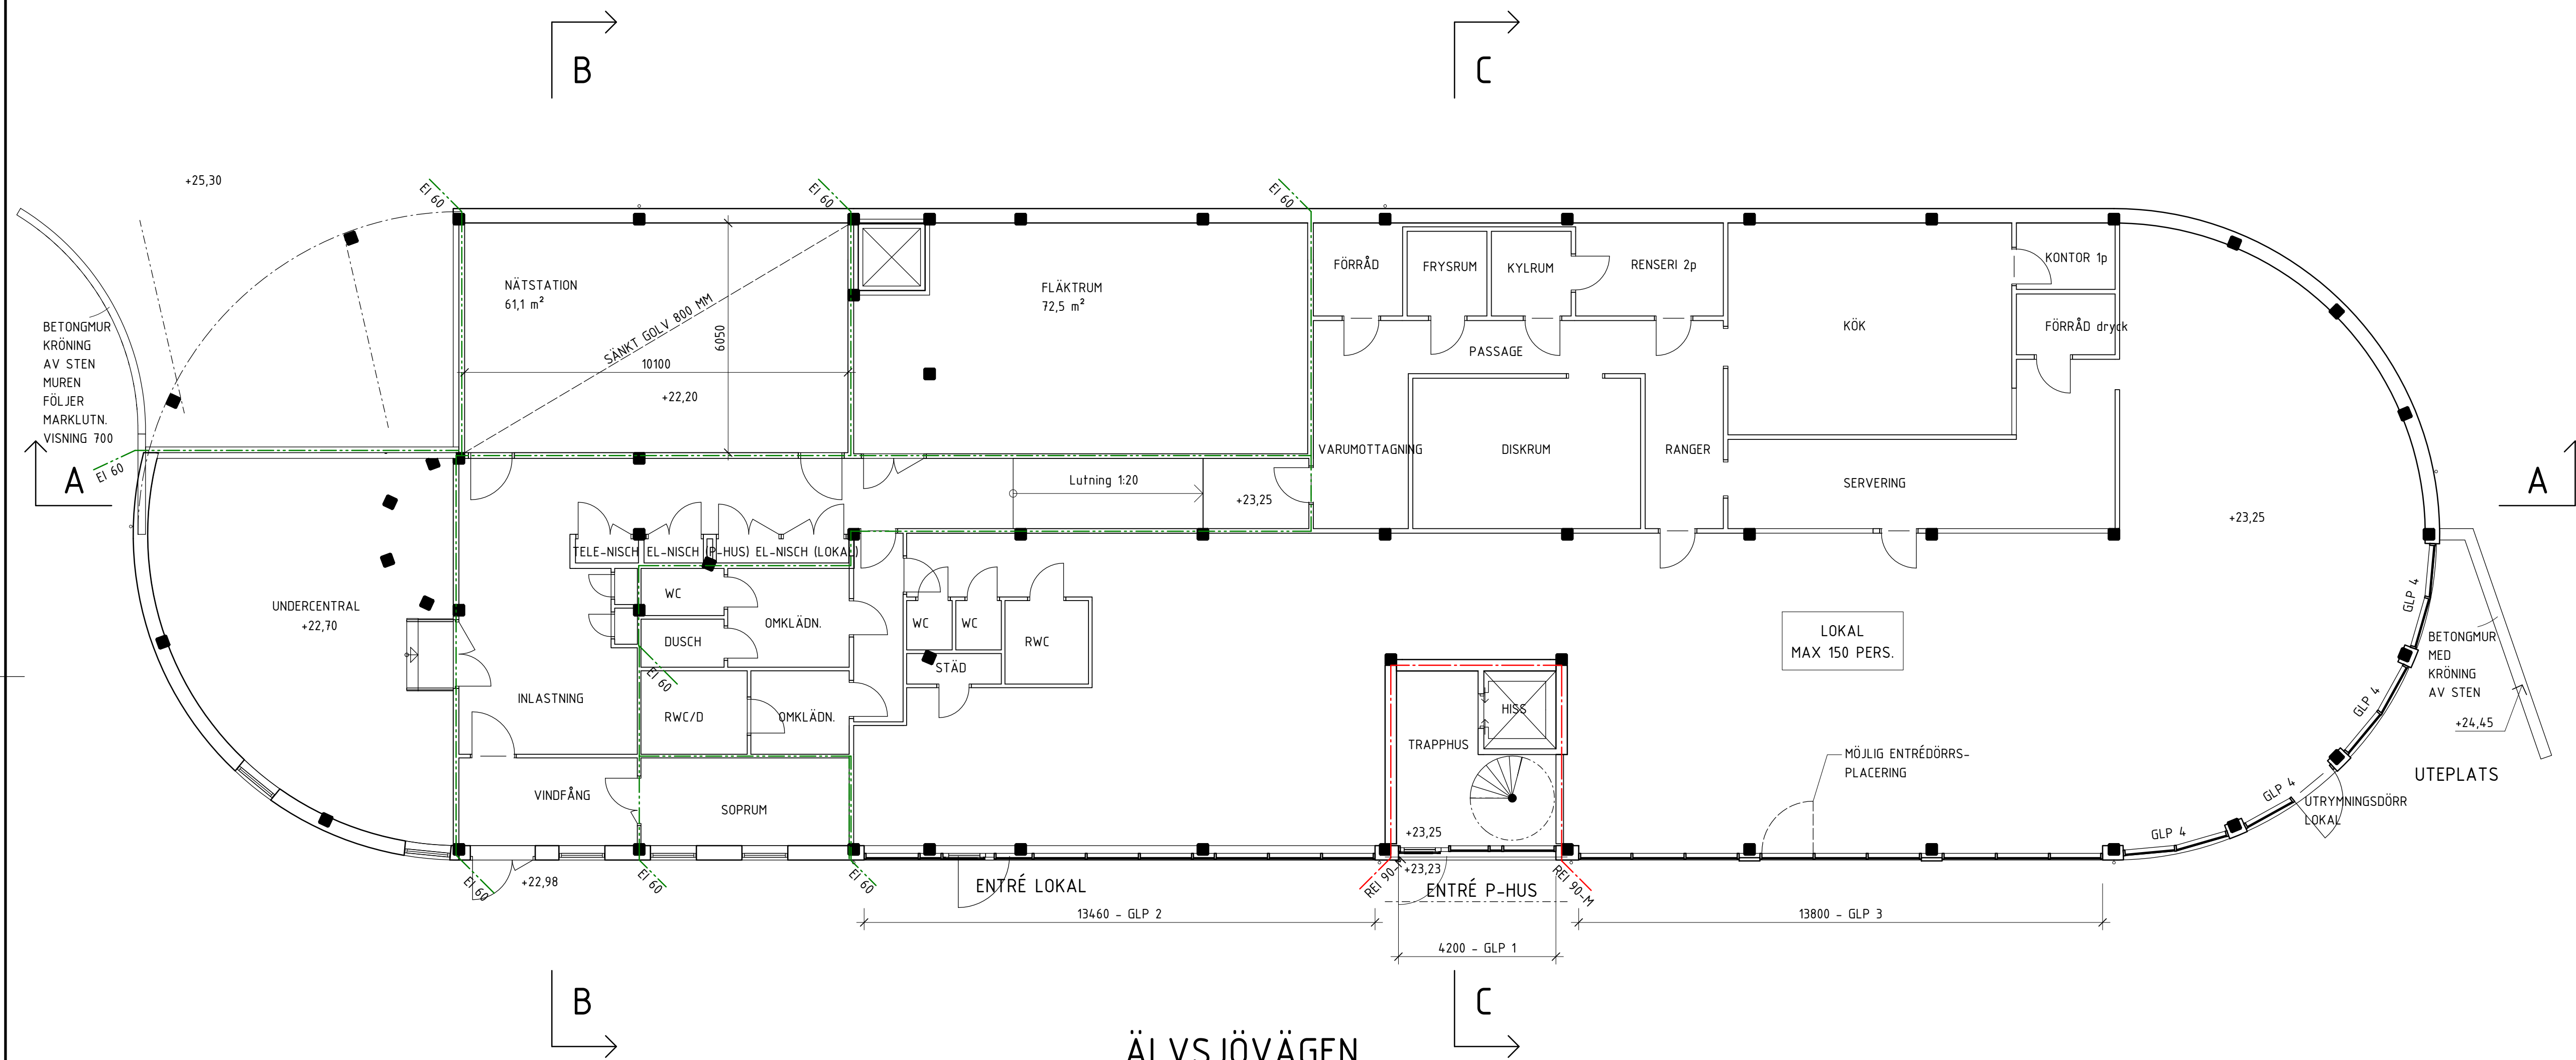 B
C
+25,30
EI 60
EI 60
EI 60
NÄTSTATION
61,1 m²
SÄNKT GOLV 800 MM
6050
10100
+22,20
FLÄKTRUM
72,5 m²
FÖRRÅD
FRYSRUM
KYLRUM
RENSERI 2p
KONTOR 1p
FÖRRÅD dryck
KÖK
PASSAGE
BETONGMUR
KRÖNING
AV STEN
MUREN
FÖLJER
MARKLUTN.
VISNING 700
A
EI 60
VARUMOTTAGNING
DISKRUM
RANGER
SERVERING
A
Lutning 1:20
+23,25
+23,25
TELE-NISCH
EL-NISCH (P-HUS)
EL-NISCH (LOKAL)
UNDERCENTRAL
+22,70
WC
DUSCH
OMKLÄDN.
WC
WC
RWC
STÄD
EI 60
INLASTNING
RWC/D
OMKLÄDN.
LOKAL
MAX 150 PERS.
GLP 4
BETONGMUR
MED
KRÖNING
AV STEN
+24,45
GLP 4
HISS
TRAPPHUS
MÖJLIG ENTRÉDÖRRS-
PLACERING
UTEPLATS
GLP 4
UTRYMNINGSDÖRR
LOKAL
GLP 4
VINDFÅNG
SOPRUM
+23,25
+23,23
EI 60
+22,98
EI 60
EI 60
ENTRÉ LOKAL
REI 90-M
ENTRÉ P-HUS
REI 90-M
13460 - GLP 2
13800 - GLP 3
4200 - GLP 1
B
C
ÄLVSJÖVÄGEN